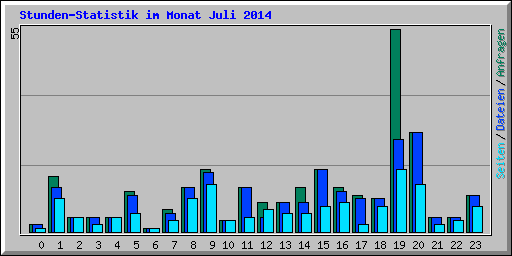 Stunden-Statistik im Monat Juli 2014
55
Seiten / Dateien / Anfragen
0 1 2 3 4 5 6 7 8 9 10 11 12 13 14 15 16 17 18 19 20 21 22 23